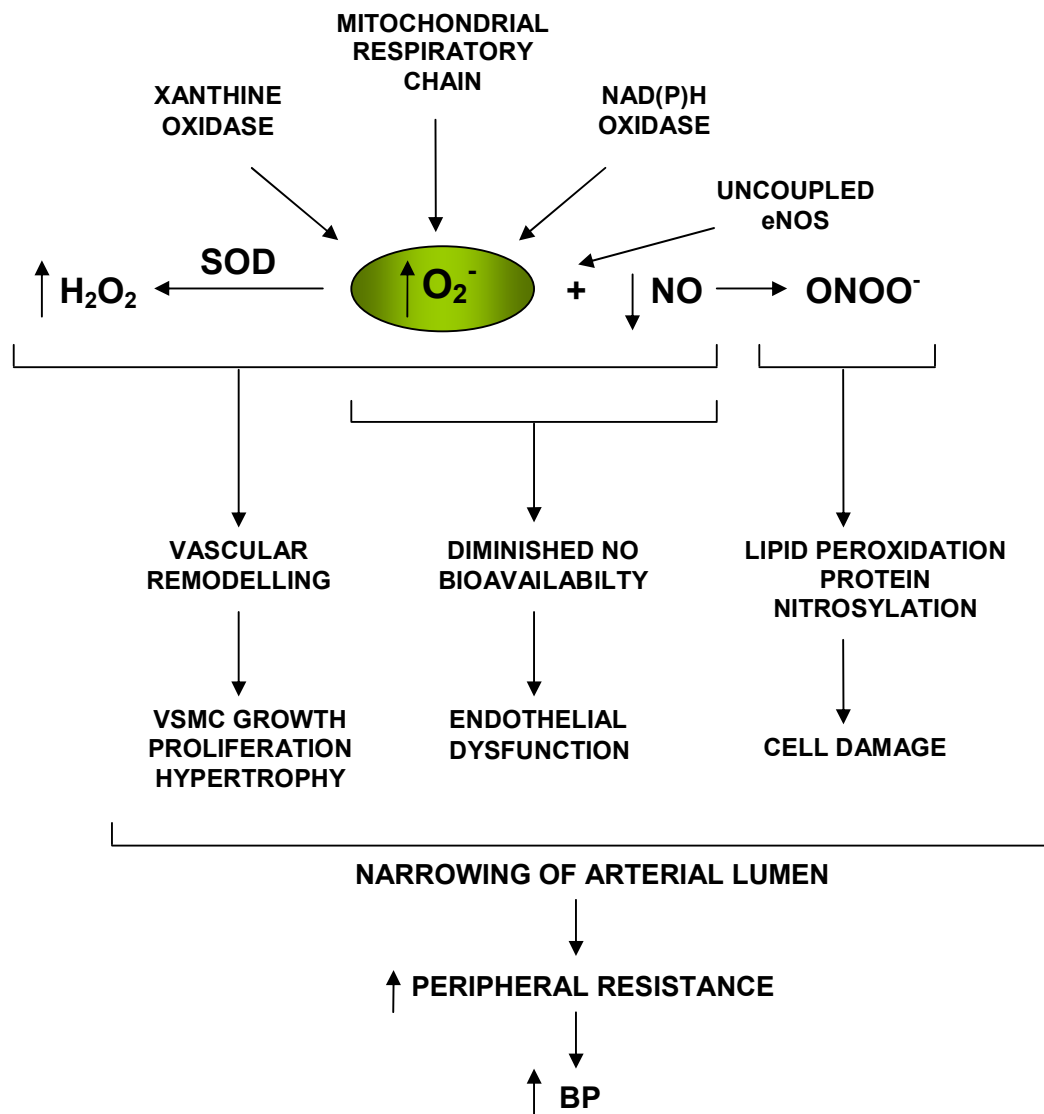 MITOCHONDRIAL
RESPIRATORY
CHAIN
XANTHINE
OXIDASE
NAD(P)H
OXIDASE
UNCOUPLED
eNOS
↑ H₂O₂
SOD
↑ O₂⁻
+
↓ NO
ONOO⁻
VASCULAR
REMODELLING
DIMINISHED NO
BIOAVAILABILTY
LIPID PEROXIDATION
PROTEIN
NITROSYLATION
VSMC GROWTH
PROLIFERATION
HYPERTROPHY
ENDOTHELIAL
DYSFUNCTION
CELL DAMAGE
NARROWING OF ARTERIAL LUMEN
↑ PERIPHERAL RESISTANCE
↑ BP